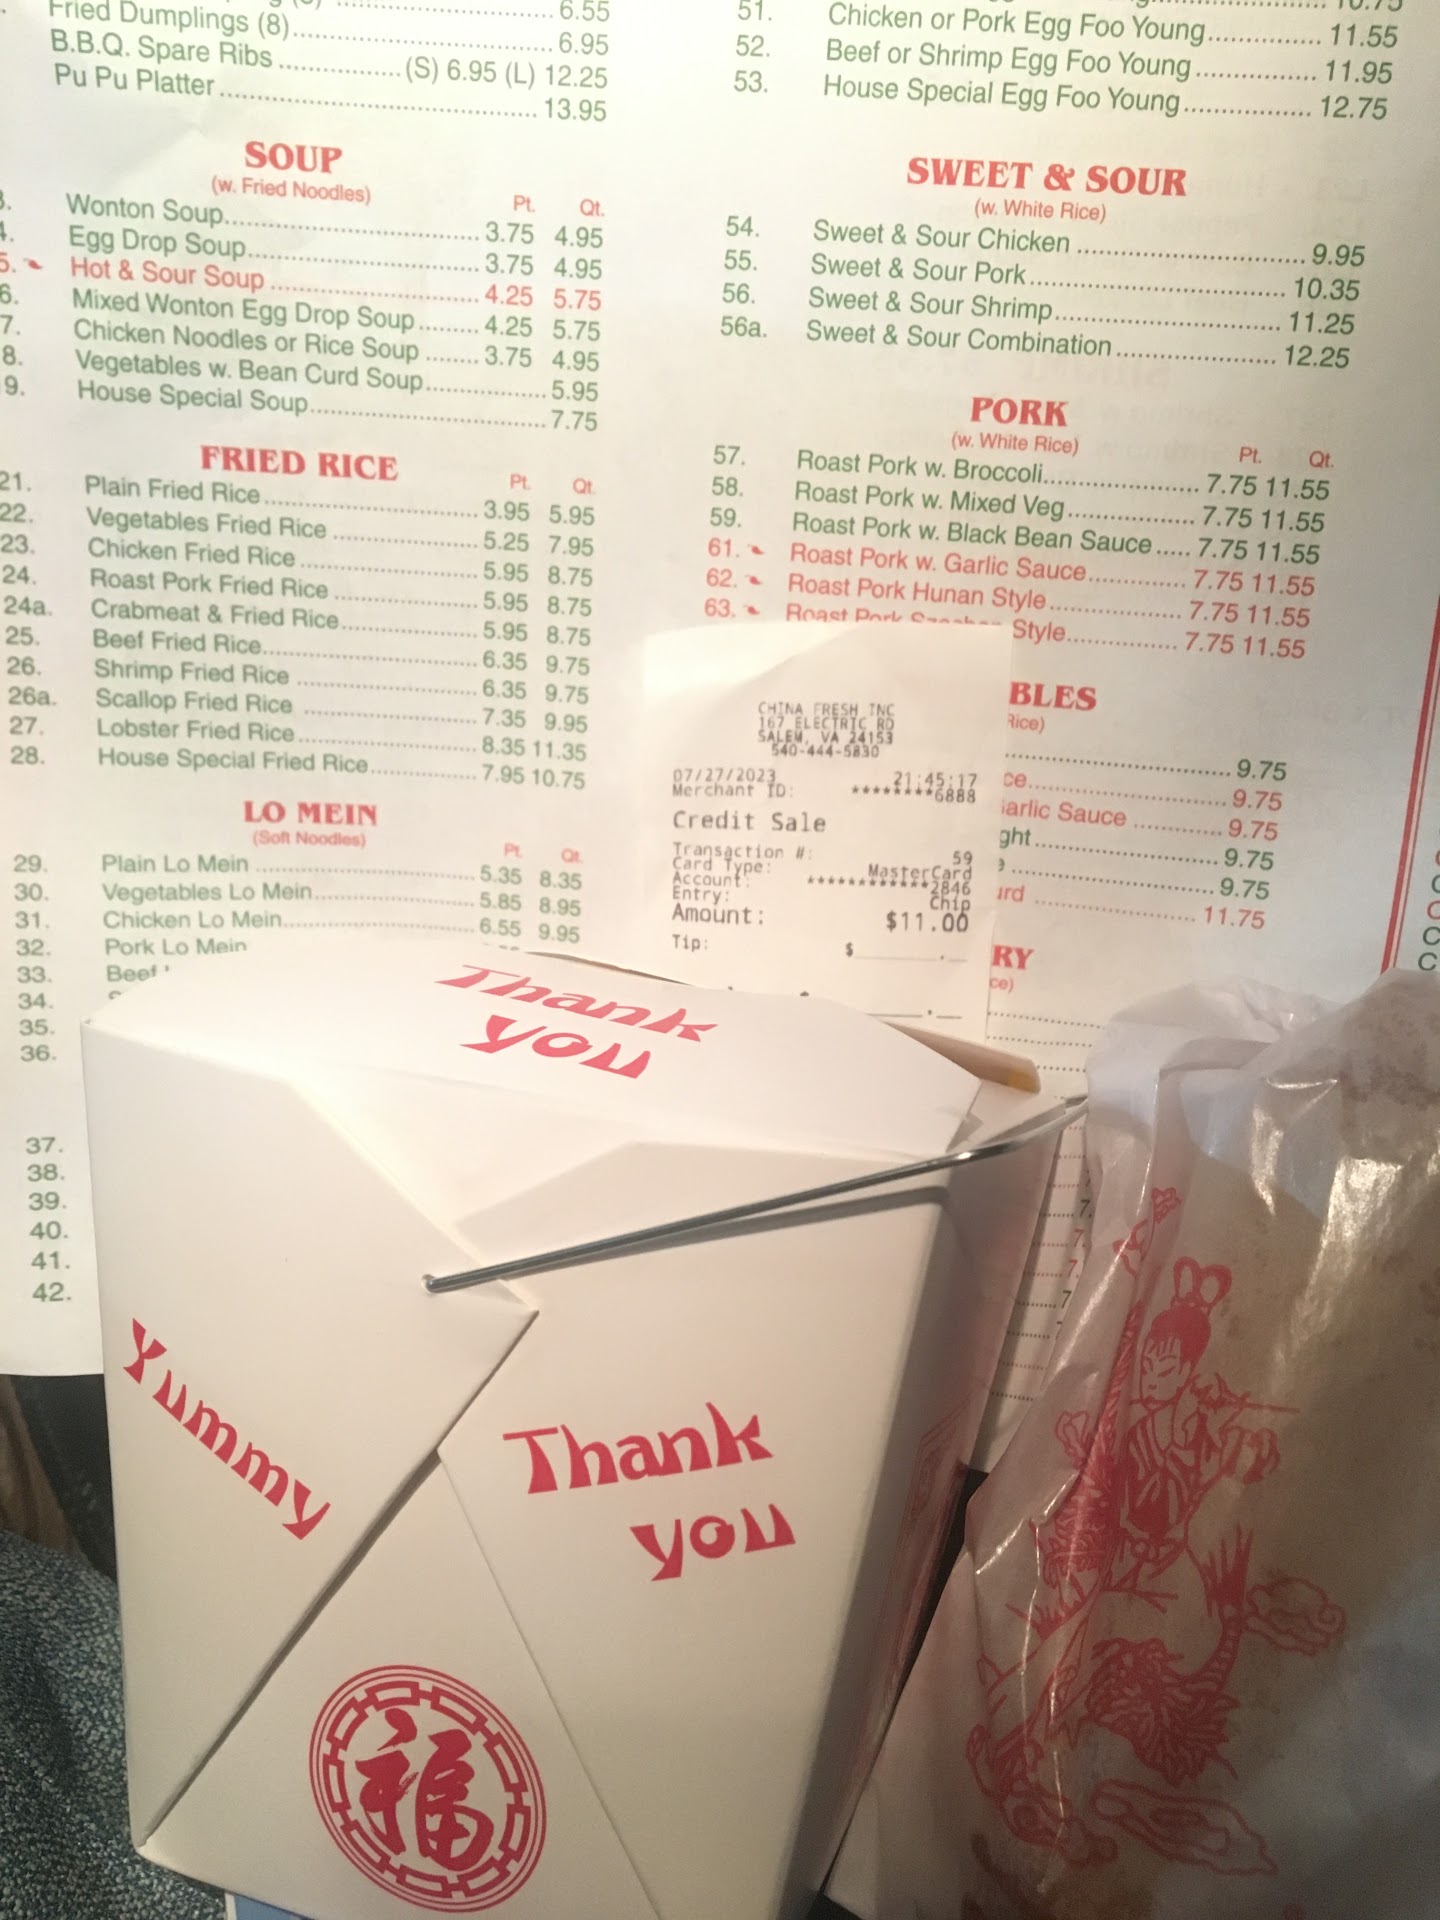 Fried Dumplings (8) 6.55
B.B.Q. Spare Ribs 6.95
Pu Pu Platter (S) 6.95 (L) 12.25
13.95
SOUP
(w. Fried Noodles) Pt. Qt.
Wonton Soup 3.75 4.95
4. Egg Drop Soup 3.75 4.95
5. Hot & Sour Soup 4.25 5.75
6. Mixed Wonton Egg Drop Soup 4.25 5.75
7. Chicken Noodles or Rice Soup 3.75 4.95
8. Vegetables w. Bean Curd Soup 5.95
9. House Special Soup 7.75
FRIED RICE
Pt. Qt.
21. Plain Fried Rice 3.95 5.95
22. Vegetables Fried Rice 5.25 7.95
23. Chicken Fried Rice 5.95 8.75
24. Roast Pork Fried Rice 5.95 8.75
24a. Crabmeat & Fried Rice 5.95 8.75
25. Beef Fried Rice 6.35 9.75
26. Shrimp Fried Rice 6.35 9.75
26a. Scallop Fried Rice 7.35 9.95
27. Lobster Fried Rice 8.35 11.35
28. House Special Fried Rice 7.95 10.75
LO MEIN
(Soft Noodles) Pt. Qt.
29. Plain Lo Mein 5.35 8.35
30. Vegetables Lo Mein 5.85 8.95
31. Chicken Lo Mein 6.55 9.95
32. Pork Lo Mein
33. Beef
34.
35.
36.
37.
38.
39.
40.
41.
42.
10.75
51. Chicken or Pork Egg Foo Young 11.55
52. Beef or Shrimp Egg Foo Young 11.95
53. House Special Egg Foo Young 12.75
SWEET & SOUR
(w. White Rice)
54. Sweet & Sour Chicken 9.95
55. Sweet & Sour Pork 10.35
56. Sweet & Sour Shrimp 11.25
56a. Sweet & Sour Combination 12.25
PORK
(w. White Rice) Pt. Qt.
57. Roast Pork w. Broccoli 7.75 11.55
58. Roast Pork w. Mixed Veg 7.75 11.55
59. Roast Pork w. Black Bean Sauce 7.75 11.55
61. Roast Pork w. Garlic Sauce 7.75 11.55
62. Roast Pork Hunan Style 7.75 11.55
63. Roast Pork Style 7.75 11.55
BLES
Rice)
9.75
ce 9.75
arlic Sauce 9.75
ght 9.75
9.75
urd 11.75
RY
ce)
CHINA FRESH INC
167 ELECTRIC RD
SALEM, VA 24153
540-444-5830
07/27/2023 21:45:17
Merchant ID: ********6888
Credit Sale
Transaction #: 59
Card Type: MasterCard
Account: ************2846
Entry: Chip
Amount: $11.00
Tip: $
Thank
you
Yummy
Thank
you
福